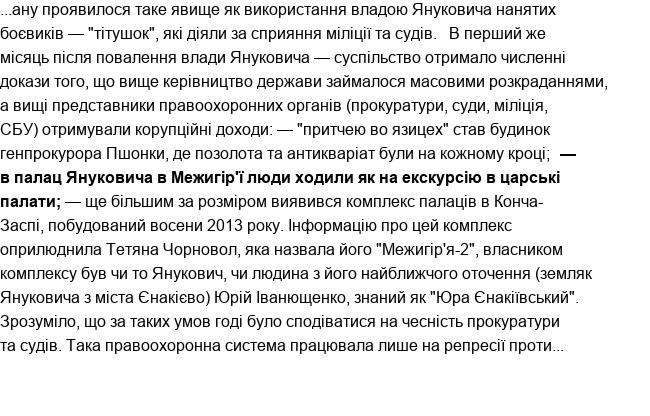 ...ану проявилося таке явище як використання владою Януковича нанятих
боєвиків — "тітушок", які діяли за сприяння міліції та судів. В перший же
місяць після повалення влади Януковича — суспільство отримало численні
докази того, що вище керівництво держави займалося масовими розкраданнями,
а вищі представники правоохоронних органів (прокуратури, суди, міліція,
СБУ) отримували корупційні доходи: — "притчею во язицех" став будинок
генпрокурора Пшонки, де позолота та антикваріат були на кожному кроці; —
в палац Януковича в Межигір'ї люди ходили як на екскурсію в царські
палати; — ще більшим за розміром виявився комплекс палаців в Конча-
Заспі, побудований восени 2013 року. Інформацію про цей комплекс
оприлюднила Тетяна Чорновол, яка назвала його "Межигір'я-2", власником
комплексу був чи то Янукович, чи людина з його найближчого оточення (земляк
Януковича з міста Єнакієво) Юрій Іванющенко, знаний як "Юра Єнакіївський".
Зрозуміло, що за таких умов годі було сподіватися на чесність прокуратури
та судів. Така правоохоронна система працювала лише на репресії проти...